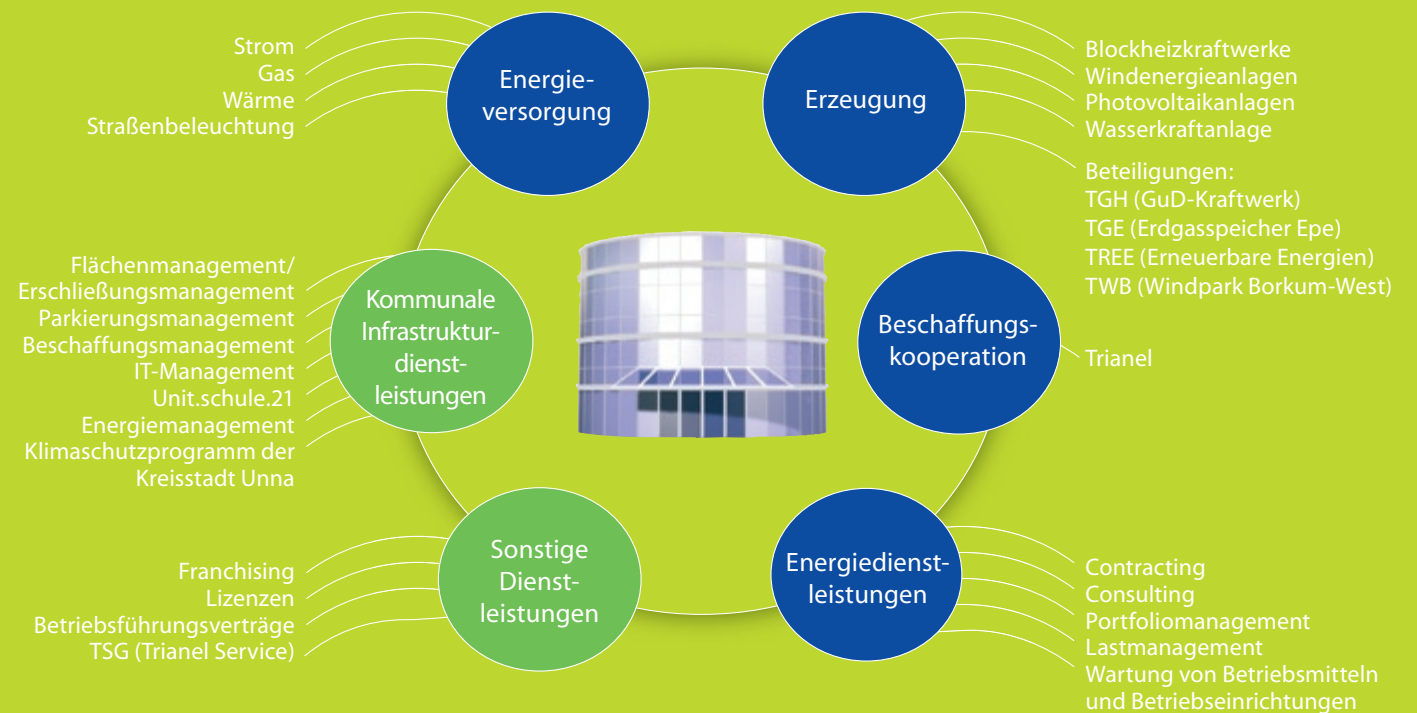 Strom
Gas
Wärme
Straßenbeleuchtung
Energie-
versorgung
Erzeugung
Blockheizkraftwerke
Windenergieanlagen
Photovoltaikanlagen
Wasserkraftanlage
Beteiligungen:
TGH (GuD-Kraftwerk)
TGE (Erdgasspeicher Epe)
TREE (Erneuerbare Energien)
TWB (Windpark Borkum-West)
Flächenmanagement/
Erschließungsmanagement
Parkierungsmanagement
Beschaffungsmanagement
IT-Management
Unit.schule.21
Energiemanagement
Klimaschutzprogramm der
Kreisstadt Unna
Kommunale
Infrastruktur-
dienst-
leistungen
Beschaffungs-
kooperation
Trianel
Franchising
Lizenzen
Betriebsführungsverträge
TSG (Trianel Service)
Sonstige
Dienst-
leistungen
Energiedienst-
leistungen
Contracting
Consulting
Portfoliomanagement
Lastmanagement
Wartung von Betriebsmitteln
und Betriebseinrichtungen